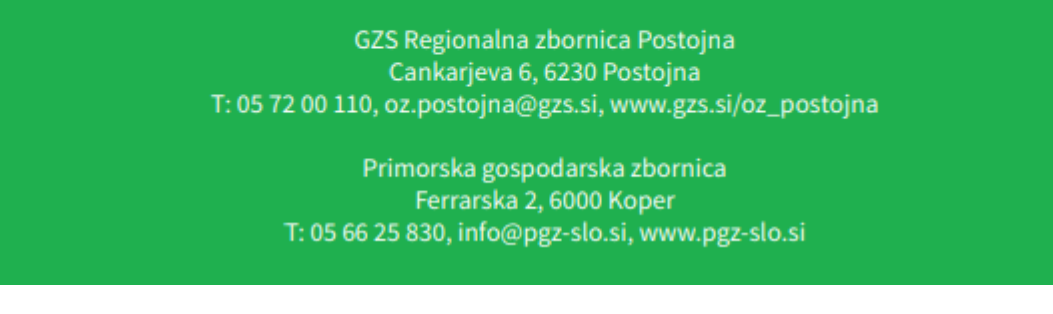 GZS Regionalna zbornica Postojna
Cankarjeva 6, 6230 Postojna
T: 05 72 00 110, oz.postojna@gzs.si, www.gzs.si/oz_postojna
Primorska gospodarska zbornica
Ferrarska 2, 6000 Koper
T: 05 66 25 830, info@pgz-slo.si, www.pgz-slo.si